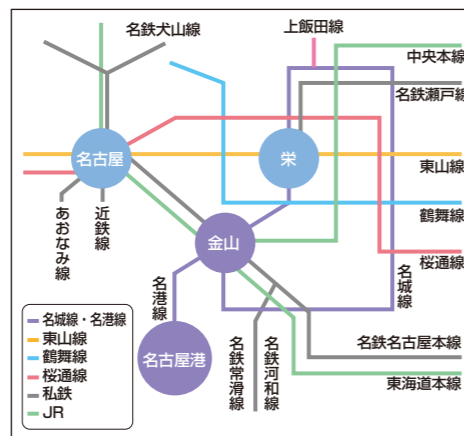 名鉄犬山線
上飯田線
中央本線
名鉄瀬戸線
名古屋
栄
東山線
あおなみ線
近鉄線
鶴舞線
金山
桜通線
名城線
名港線
名古屋港
名鉄常滑線
名鉄河和線
名鉄名古屋本線
東海道本線
名城線・名港線
東山線
鶴舞線
桜通線
私鉄
JR